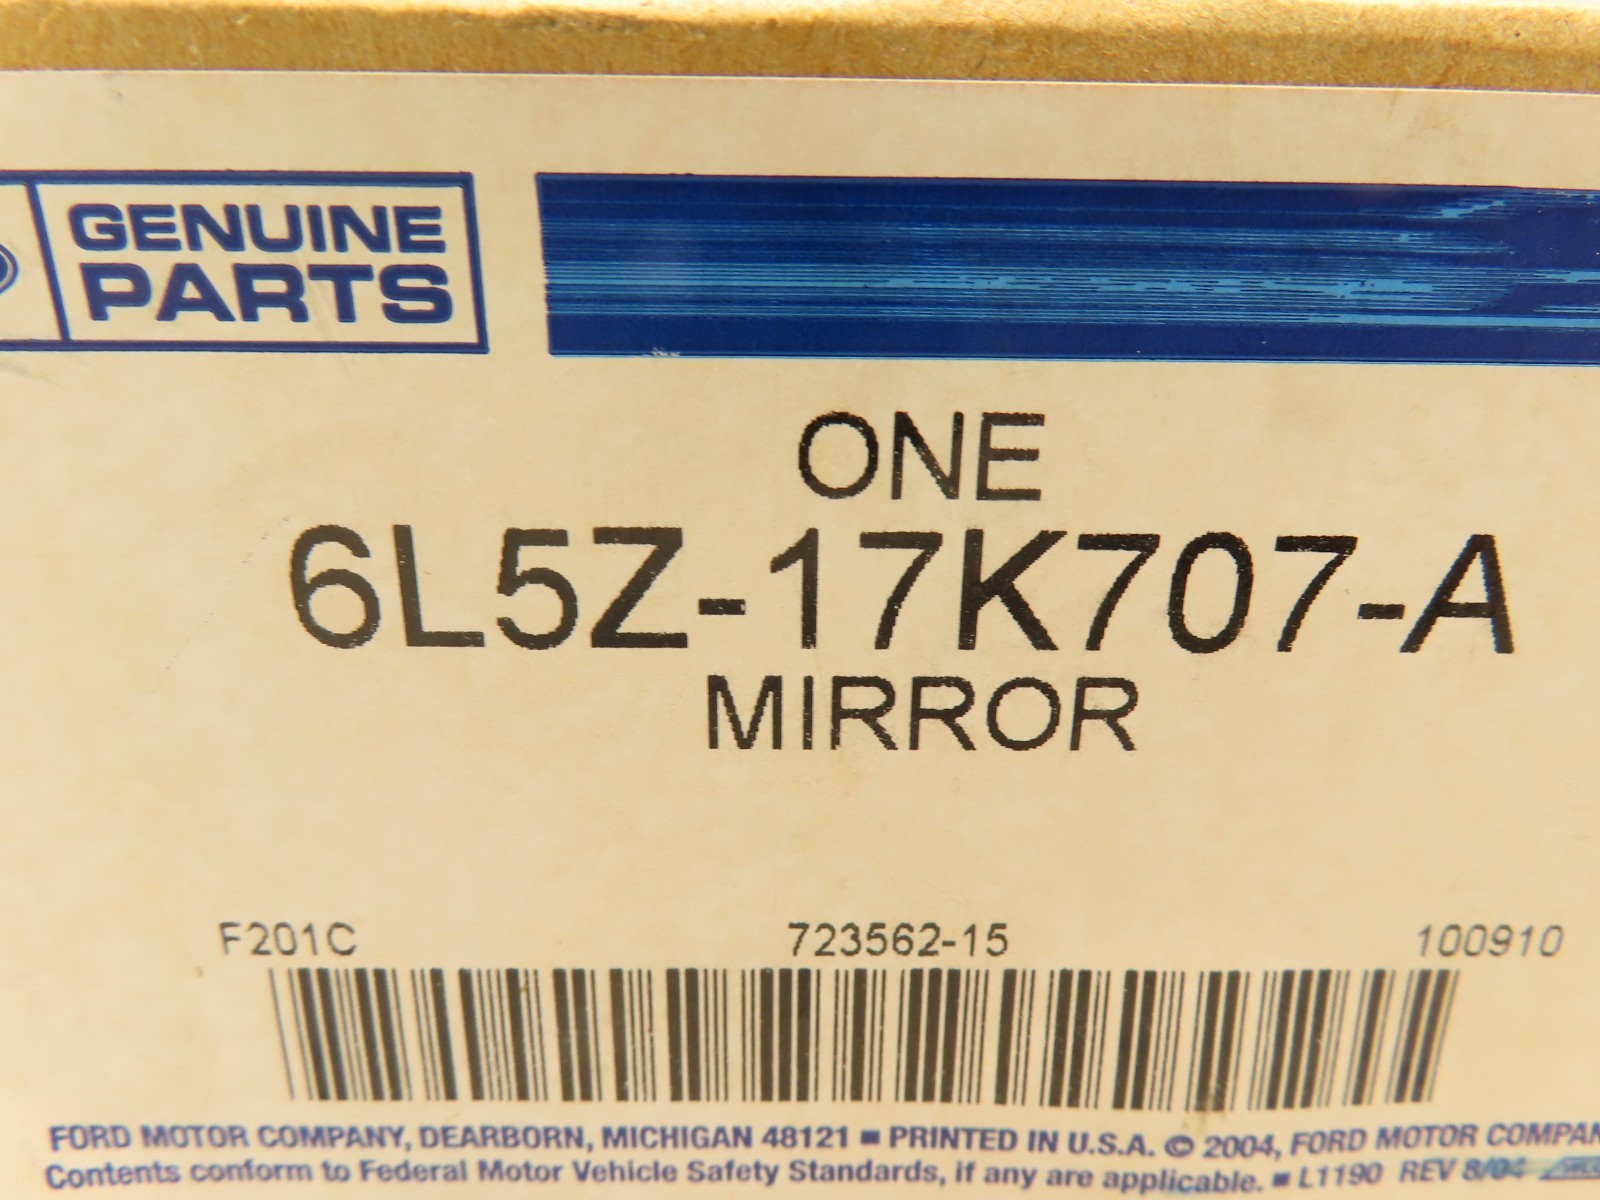 GENUINE
PARTS
ONE
6L5Z-17K707-A
MIRROR
F201C 723562-15 100910
FORD MOTOR COMPANY, DEARBORN, MICHIGAN 48121 ■ PRINTED IN U.S.A. © 2004, FORD MOTOR COMPAN
Contents conform to Federal Motor Vehicle Safety Standards, if any are applicable. ■ L1190 REV 8/04